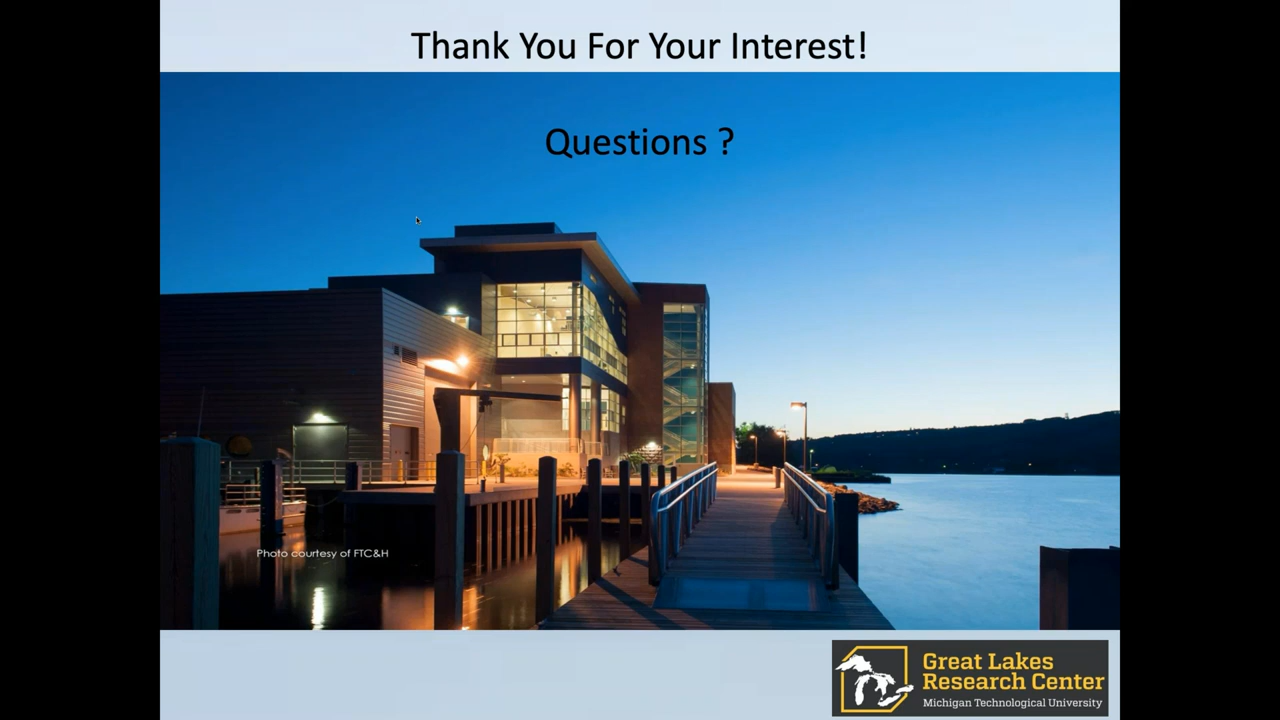 Thank You For Your Interest!
Questions ?
Photo courtesy of FTC&H
Great Lakes
Research Center
Michigan Technological University